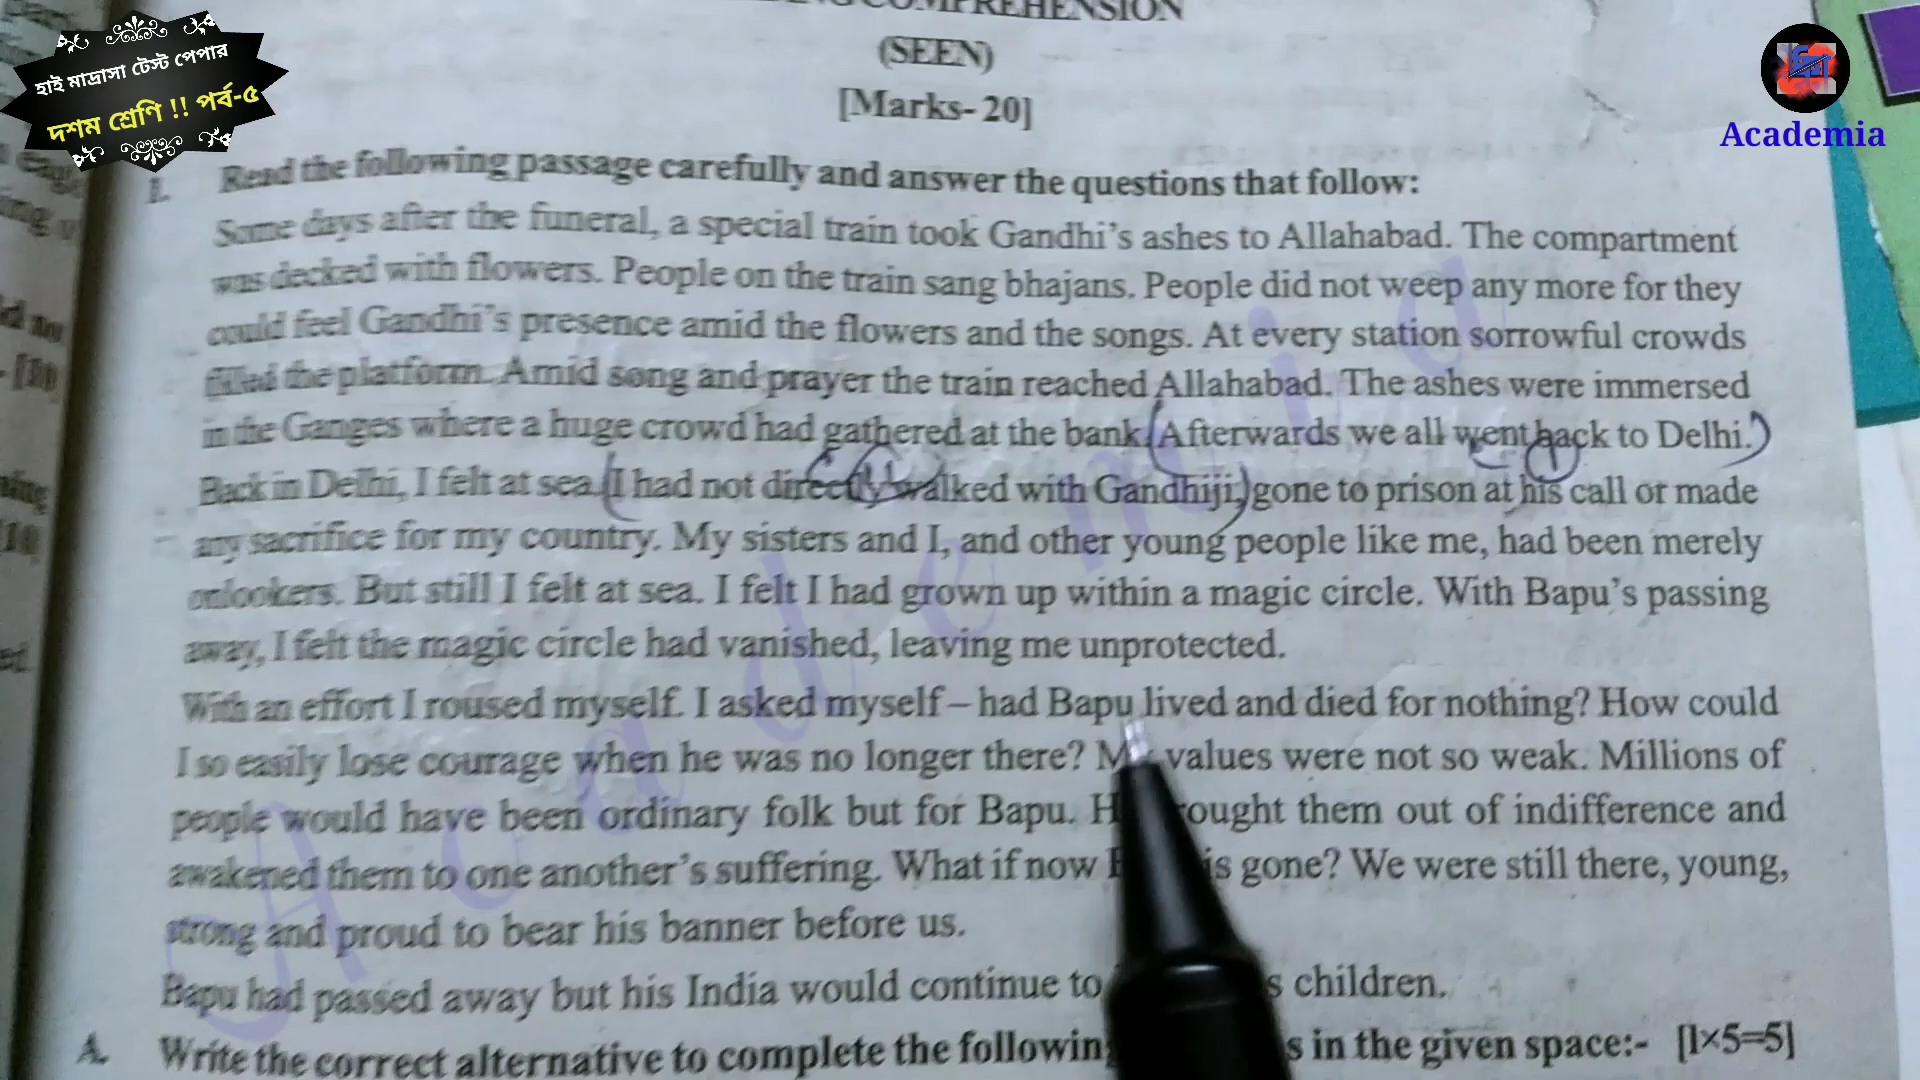 READING COMPREHENSION
(SEEN)
[Marks- 20]
হাই মাদ্রাসা টেস্ট পেপার
দশম শ্রেণি !! পর্ব-৫
Academia
1. Read the following passage carefully and answer the questions that follow:
Some days after the funeral, a special train took Gandhi's ashes to Allahabad. The compartment
was decked with flowers. People on the train sang bhajans. People did not weep any more for they
could feel Gandhi's presence amid the flowers and the songs. At every station sorrowful crowds
filled the platform. Amid song and prayer the train reached Allahabad. The ashes were immersed
in the Ganges where a huge crowd had gathered at the bank. Afterwards we all went back to Delhi.
Back in Delhi, I felt at sea. I had not directly walked with Gandhiji, gone to prison at his call or made
any sacrifice for my country. My sisters and I, and other young people like me, had been merely
onlookers. But still I felt at sea. I felt I had grown up within a magic circle. With Bapu's passing
away, I felt the magic circle had vanished, leaving me unprotected.
With an effort I roused myself. I asked myself – had Bapu lived and died for nothing? How could
I so easily lose courage when he was no longer there? My values were not so weak. Millions of
people would have been ordinary folk but for Bapu. H ought them out of indifference and
awakened them to one another's suffering. What if now is gone? We were still there, young,
strong and proud to bear his banner before us.
Bapu had passed away but his India would continue to children.
A. Write the correct alternative to complete the following in the given space:- [1×5=5]
Academia